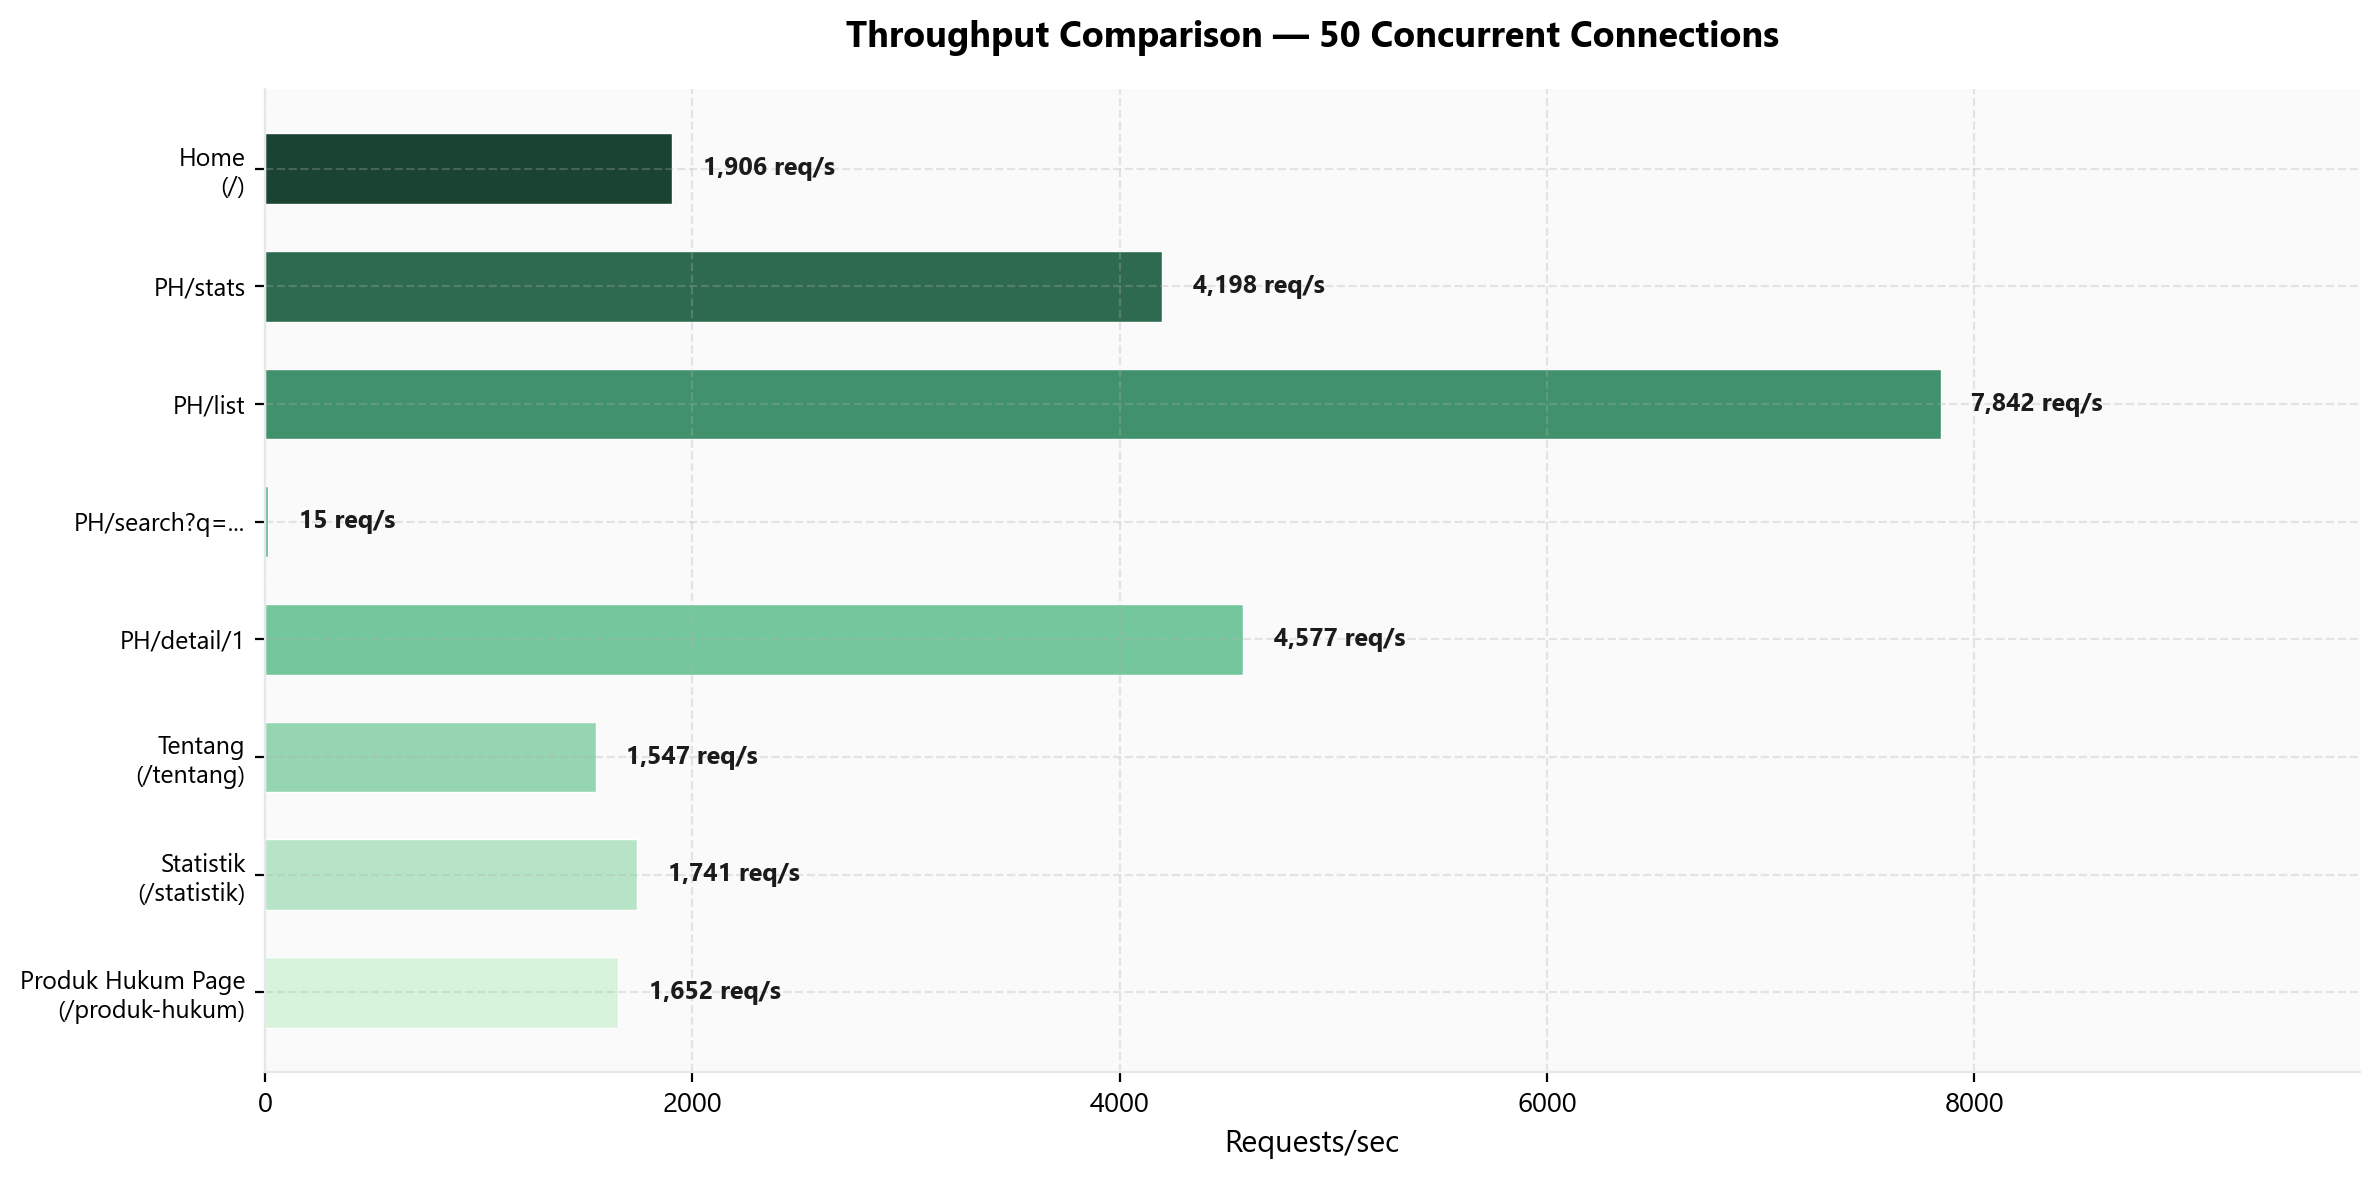 Throughput Comparison — 50 Concurrent Connections
Home
(/)
1,906 req/s
PH/stats
4,198 req/s
PH/list
7,842 req/s
PH/search?q=...
15 req/s
PH/detail/1
4,577 req/s
Tentang
(/tentang)
1,547 req/s
Statistik
(/statistik)
1,741 req/s
Produk Hukum Page
(/produk-hukum)
1,652 req/s
0 2000 4000 6000 8000
Requests/sec